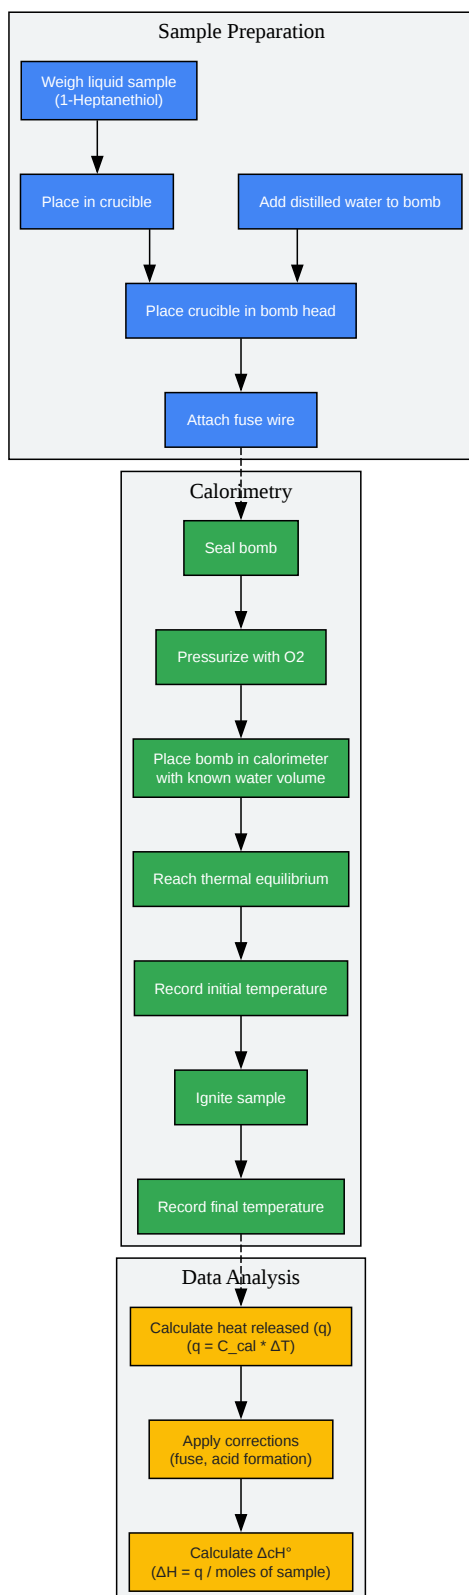 Sample Preparation
Weigh liquid sample
(1-Heptanethiol)
Place in crucible
Add distilled water to bomb
Place crucible in bomb head
Attach fuse wire
Calorimetry
Seal bomb
Pressurize with O2
Place bomb in calorimeter
with known water volume
Reach thermal equilibrium
Record initial temperature
Ignite sample
Record final temperature
Data Analysis
Calculate heat released (q)
(q = C_cal * ΔT)
Apply corrections
(fuse, acid formation)
Calculate ΔcH°
(ΔH = q / moles of sample)